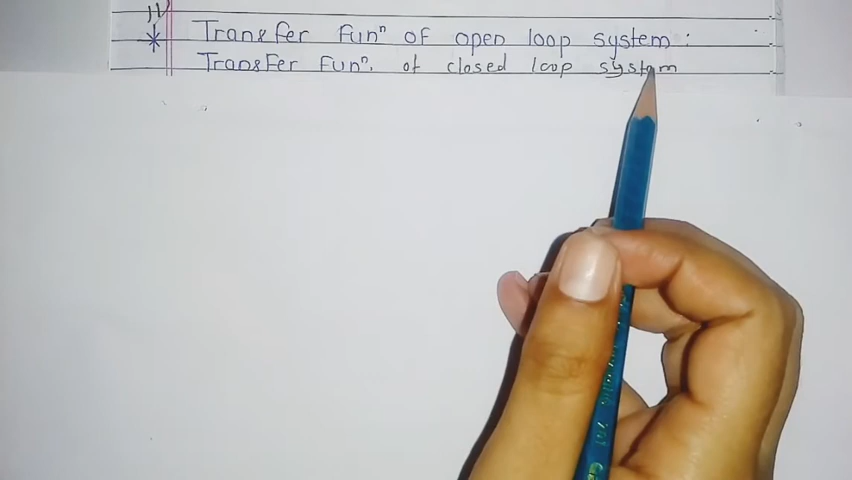 * Transfer Funⁿ of open loop system :
Transfer Funⁿ. of closed loop system